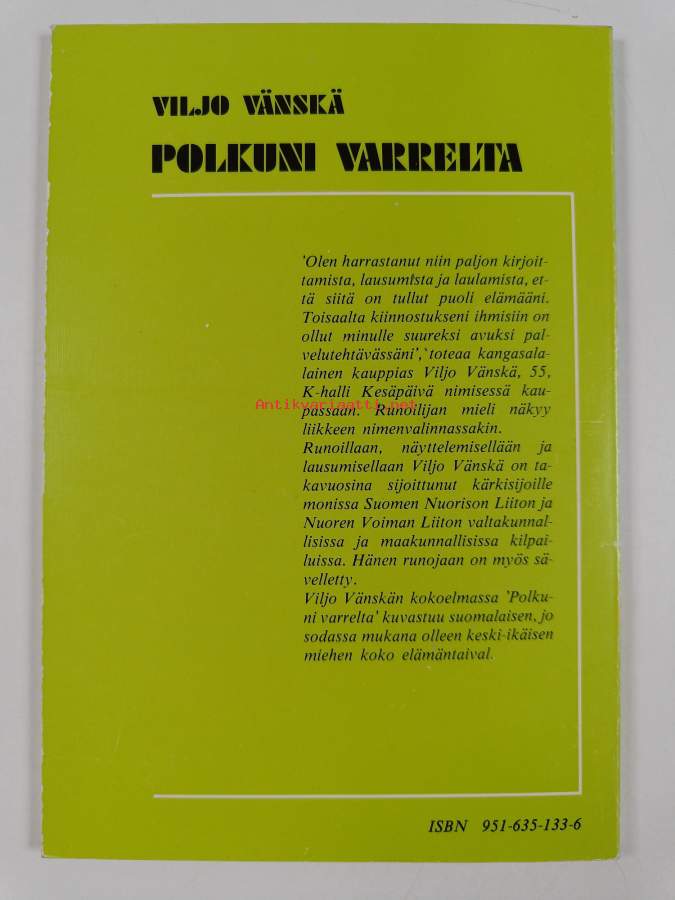 VILJO VÄNSKÄ
POLKUNI VARRELTA
'Olen harrastanut niin paljon kirjoit-
tamista, lausumista ja laulamista, et-
tä siitä on tullut puoli elämääni.
Toisaalta kiinnostukseni ihmisiin on
ollut minulle suureksi avuksi pal-
velutehtävässäni', toteaa kangasala-
lainen kauppias Viljo Vänskä, 55,
K-halli Kesäpäivä nimisessä kau-
Antikvariaatti.net
passaan. Runoilijan mieli näkyy
liikkeen nimenvalinnassakin.
Runoillaan, näyttelemisellään ja
lausumisellaan Viljo Vänskä on ta-
kavuosina sijoittunut kärkisijoille
monissa Suomen Nuorison Liiton ja
Nuoren Voiman Liiton valtakunnal-
lisissa ja maakunnallisissa kilpai-
luissa. Hänen runojaan on myös sä-
velletty.
Viljo Vänskän kokoelmassa 'Polku-
ni varrelta' kuvastuu suomalaisen, jo
sodassa mukana olleen keski-ikäisen
miehen koko elämäntaival.
ISBN 951-635-133-6